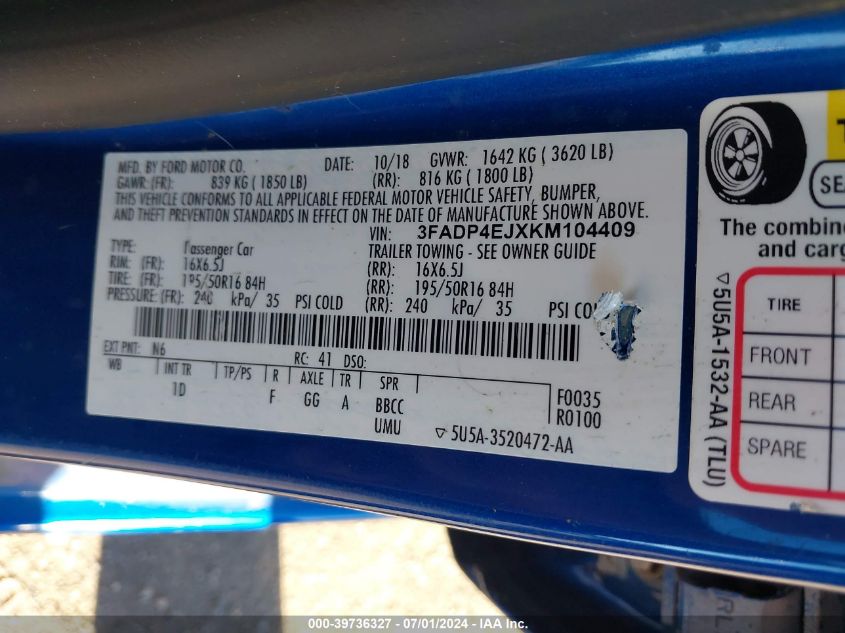 MFD. BY FORD MOTOR CO. DATE: 10/18 GVWR: 1642 KG ( 3620 LB)
GAWR: (FR): 839 KG ( 1850 LB) (RR): 816 KG ( 1800 LB)
THIS VEHICLE CONFORMS TO ALL APPLICABLE FEDERAL MOTOR VEHICLE SAFETY, BUMPER,
AND THEFT PREVENTION STANDARDS IN EFFECT ON THE DATE OF MANUFACTURE SHOWN ABOVE.
VIN: 3FADP4EJXKM104409
TYPE: Passenger Car TRAILER TOWING - SEE OWNER GUIDE
RIM: (FR): 16X6.5J (RR): 16X6.5J
TIRE: (FR): 195/50R16 84H (RR): 195/50R16 84H
PRESSURE: (FR): 240 kPa/ 35 PSI COLD (RR): 240 kPa/ 35 PSI CO
EXT PNT: N6 RC: 41 DSO:
WB INT TR TP/PS R AXLE TR SPR
1D F GG A BBCC
UMU
F0035
R0100
▽ 5U5A-3520472-AA
T
SEA
The combine
and carg
TIRE
FRONT
REAR
SPARE
▽5U5A-1532-AA (TLU)
000-39736327 - 07/01/2024 - IAA Inc.